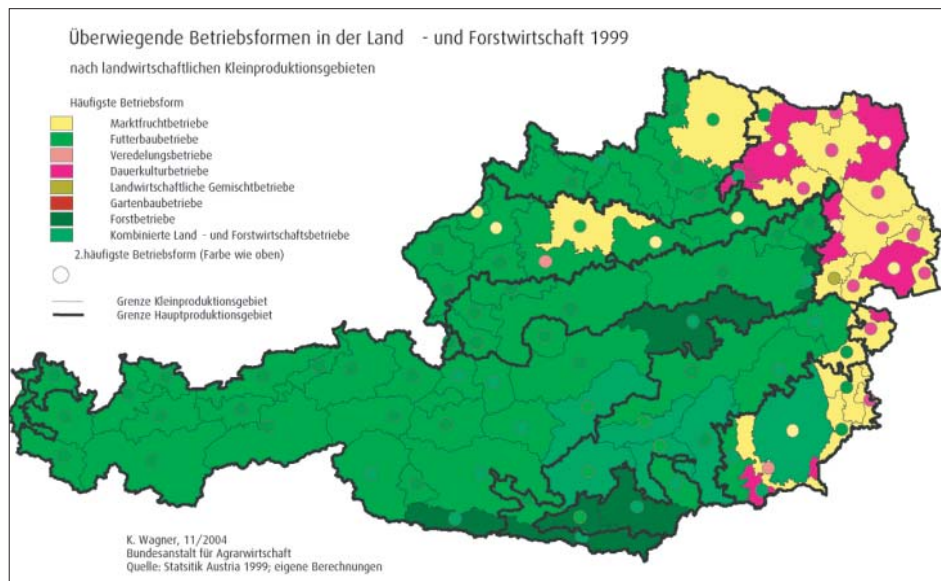 Überwiegende Betriebsformen in der Land - und Forstwirtschaft 1999
nach landwirtschaftlichen Kleinproduktionsgebieten
Häufigste Betriebsform
Marktfruchtbetriebe
Futterbaubetriebe
Veredelungsbetriebe
Dauerkulturbetriebe
Landwirtschaftliche Gemischtbetriebe
Gartenbaubetriebe
Forstbetriebe
Kombinierte Land - und Forstwirtschaftsbetriebe
2.häufigste Betriebsform (Farbe wie oben)
Grenze Kleinproduktionsgebiet
Grenze Hauptproduktionsgebiet
K. Wagner, 11/2004
Bundesanstalt für Agrarwirtschaft
Quelle: Statsitik Austria 1999; eigene Berechnungen